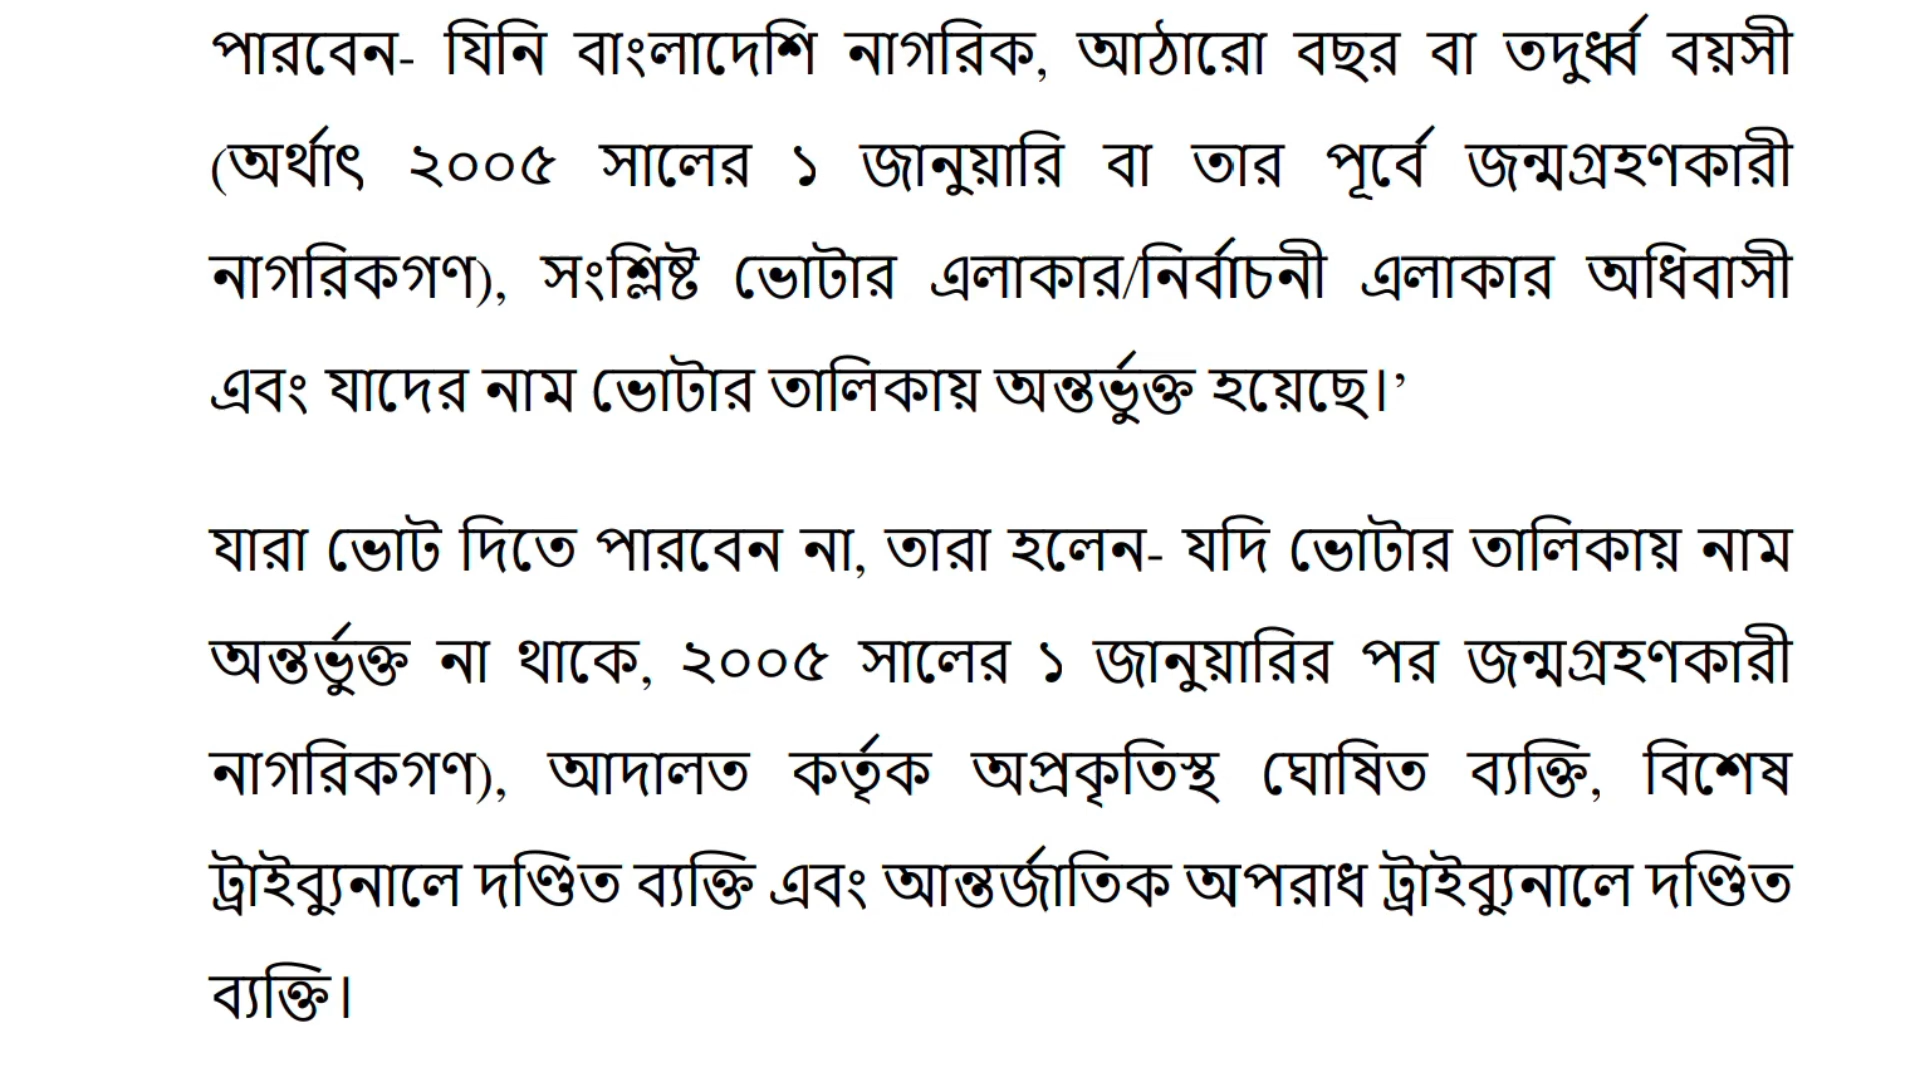 পারবেন- যিনি বাংলাদেশি নাগরিক, আঠারো বছর বা তদুর্ধ্ব বয়সী
(অর্থাৎ ২০০৫ সালের ১ জানুয়ারি বা তার পূর্বে জন্মগ্রহণকারী
নাগরিকগণ), সংশ্লিষ্ট ভোটার এলাকার/নির্বাচনী এলাকার অধিবাসী
এবং যাদের নাম ভোটার তালিকায় অন্তর্ভুক্ত হয়েছে।’
যারা ভোট দিতে পারবেন না, তারা হলেন- যদি ভোটার তালিকায় নাম
অন্তর্ভুক্ত না থাকে, ২০০৫ সালের ১ জানুয়ারির পর জন্মগ্রহণকারী
নাগরিকগণ), আদালত কর্তৃক অপ্রকৃতিস্থ ঘোষিত ব্যক্তি, বিশেষ
ট্রাইব্যুনালে দণ্ডিত ব্যক্তি এবং আন্তর্জাতিক অপরাধ ট্রাইব্যুনালে দণ্ডিত
ব্যক্তি।